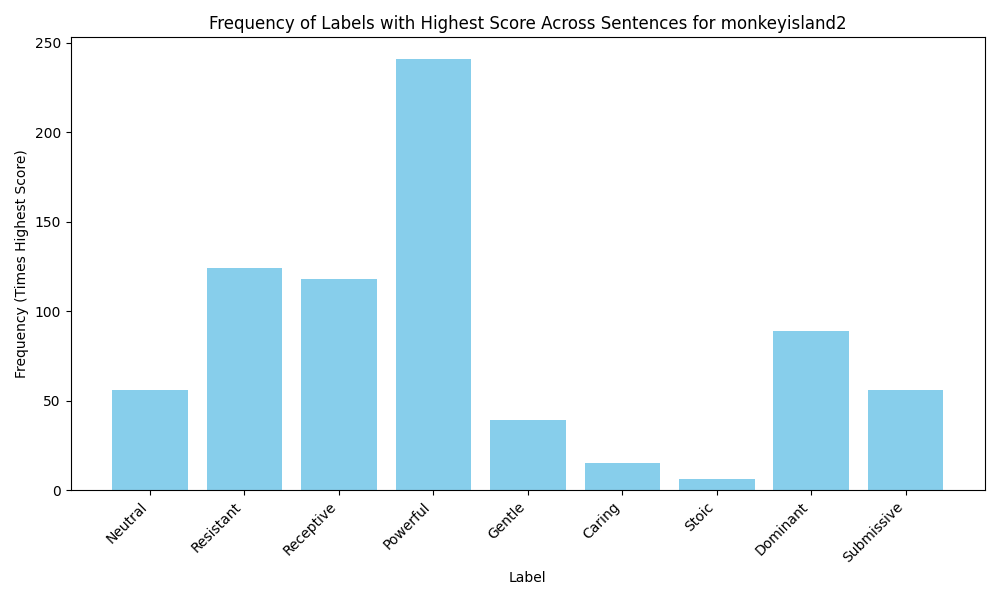 Frequency of Labels with Highest Score Across Sentences for monkeyisland2
Frequency (Times Highest Score)
250
200
150
100
50
0
Neutral
Resistant
Receptive
Powerful
Gentle
Caring
Stoic
Dominant
Submissive
Label